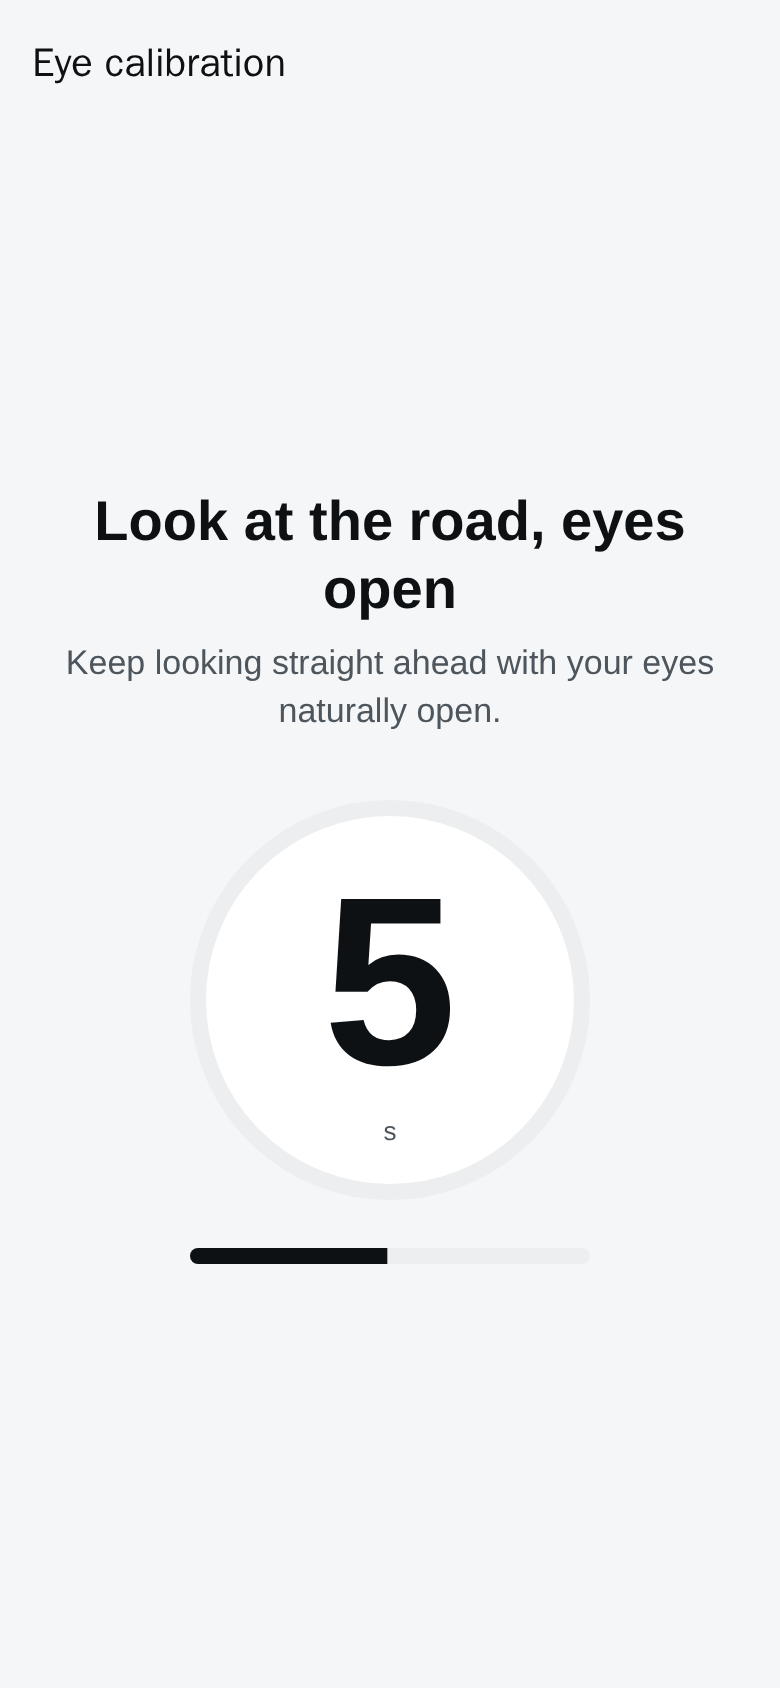 Eye calibration
Look at the road, eyes
open
Keep looking straight ahead with your eyes
naturally open.
5
s